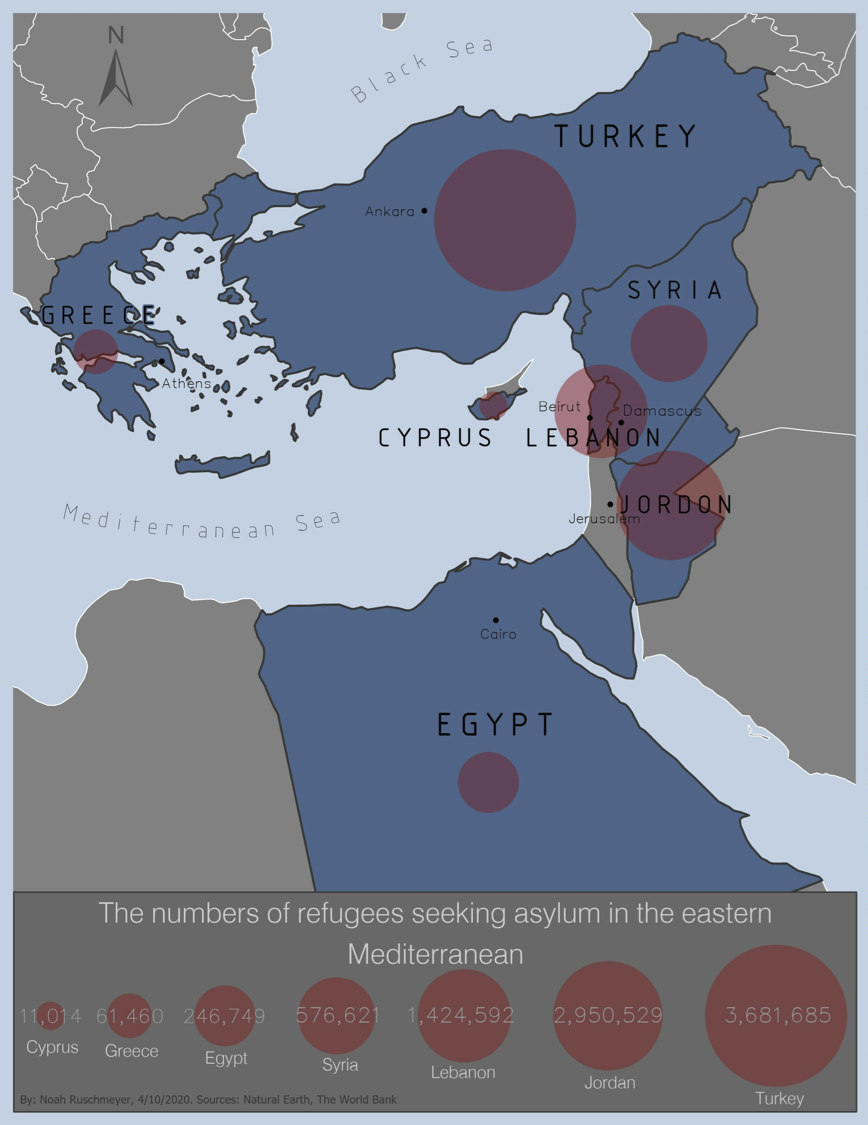 N
Black Sea
TURKEY
Ankara
SYRIA
GREECE
Athens
Beirut
Damascus
CYPRUS
LEBANON
Mediterranean Sea
JORDON
Jerusalem
Cairo
EGYPT
The numbers of refugees seeking asylum in the eastern
Mediterranean
11,014
61,460
246,749
576,621
1,424,592
2,950,529
3,681,685
Cyprus
Greece
Egypt
Syria
Lebanon
Jordan
Turkey
By: Noah Ruschmeyer, 4/10/2020. Sources: Natural Earth, The World Bank